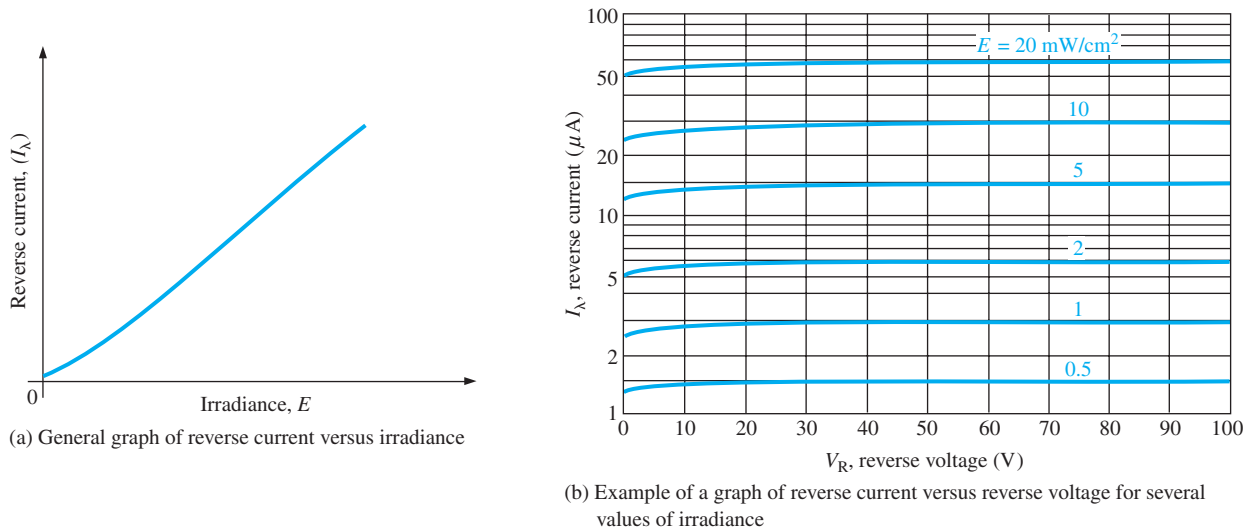 Reverse current, (Iλ)
0
Irradiance, E
(a) General graph of reverse current versus irradiance
Iλ, reverse current (μA)
100
50
20
10
5
2
1
E = 20 mW/cm²
10
5
2
1
0.5
0 10 20 30 40 50 60 70 80 90 100
VR, reverse voltage (V)
(b) Example of a graph of reverse current versus reverse voltage for several
values of irradiance